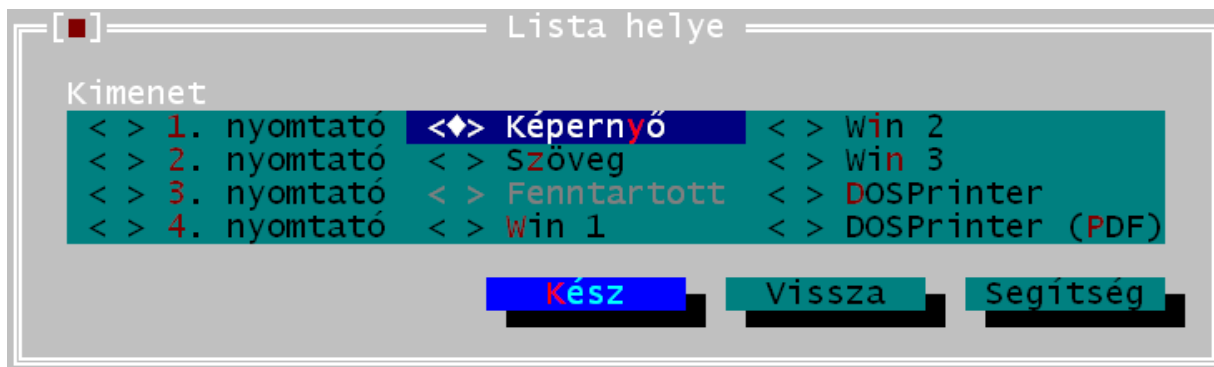 [■] Lista helye
Kimenet
< > 1. nyomtató <♦> Képernyő < > Win 2
< > 2. nyomtató < > Szöveg < > Win 3
< > 3. nyomtató < > Fenntartott < > DOSPrinter
< > 4. nyomtató < > Win 1 < > DOSPrinter (PDF)
Kész Vissza Segítség